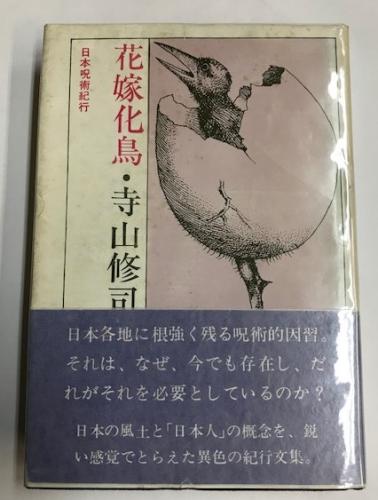 日本呪術紀行
花嫁化鳥・寺山修司
日本各地に根強く残る呪術的因習。
それは、なぜ、今でも存在し、だ
れがそれを必要としているのか？
日本の風土と「日本人」の概念を、鋭
い感覚でとらえた異色の紀行文集。